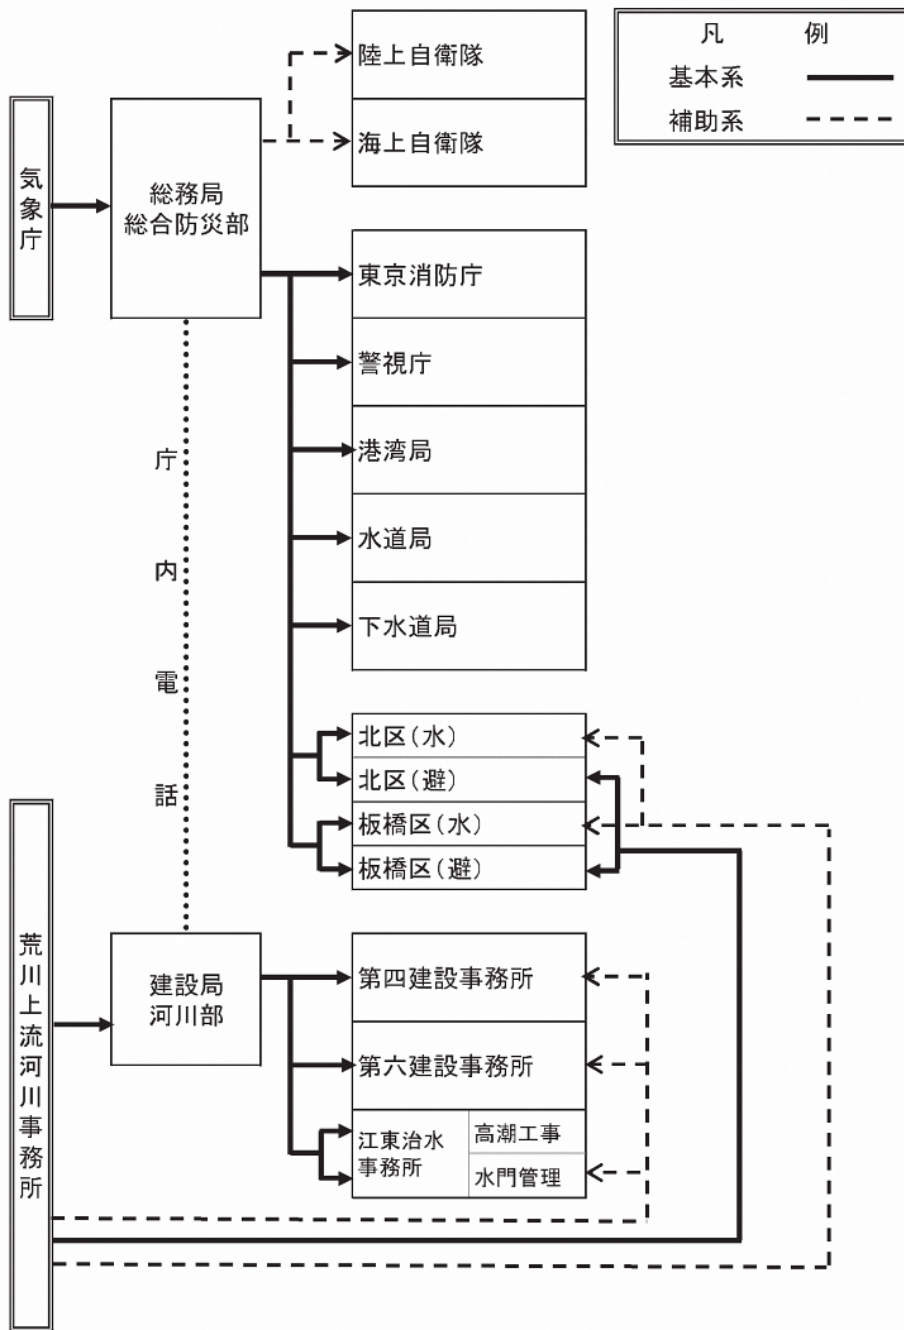 凡 例
基本系
補助系
気象庁
総務局
総合防災部
陸上自衛隊
海上自衛隊
東京消防庁
警視庁
港湾局
水道局
下水道局
庁内電話
北区(水)
北区(避)
板橋区(水)
板橋区(避)
荒川上流河川事務所
建設局
河川部
第四建設事務所
第六建設事務所
江東治水
事務所
高潮工事
水門管理